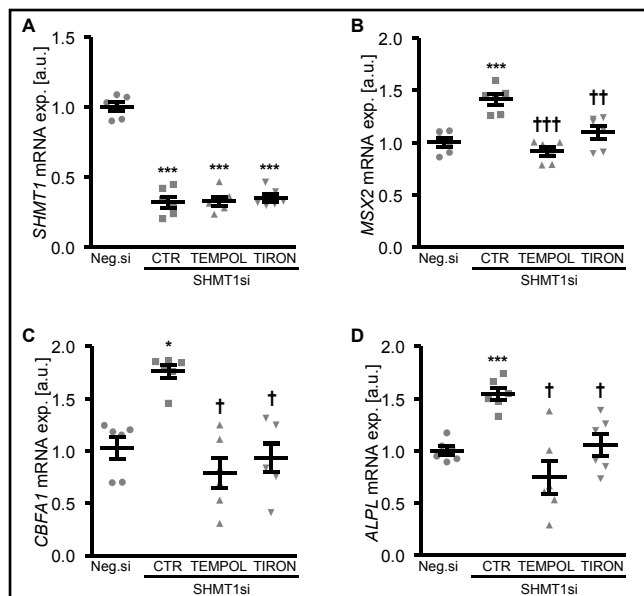 A
SHMT1 mRNA exp. [a.u.]
1.5
1.0
0.5
0.0
***
***
***
Neg.si
CTR
TEMPOL
TIRON
SHMT1si
B
MSX2 mRNA exp. [a.u.]
2.0
1.5
1.0
0.5
0.0
***
†††
††
Neg.si
CTR
TEMPOL
TIRON
SHMT1si
C
CBFA1 mRNA exp. [a.u.]
2.0
1.5
1.0
0.5
0.0
*
†
†
Neg.si
CTR
TEMPOL
TIRON
SHMT1si
D
ALPL mRNA exp. [a.u.]
2.0
1.5
1.0
0.5
0.0
***
†
†
Neg.si
CTR
TEMPOL
TIRON
SHMT1si